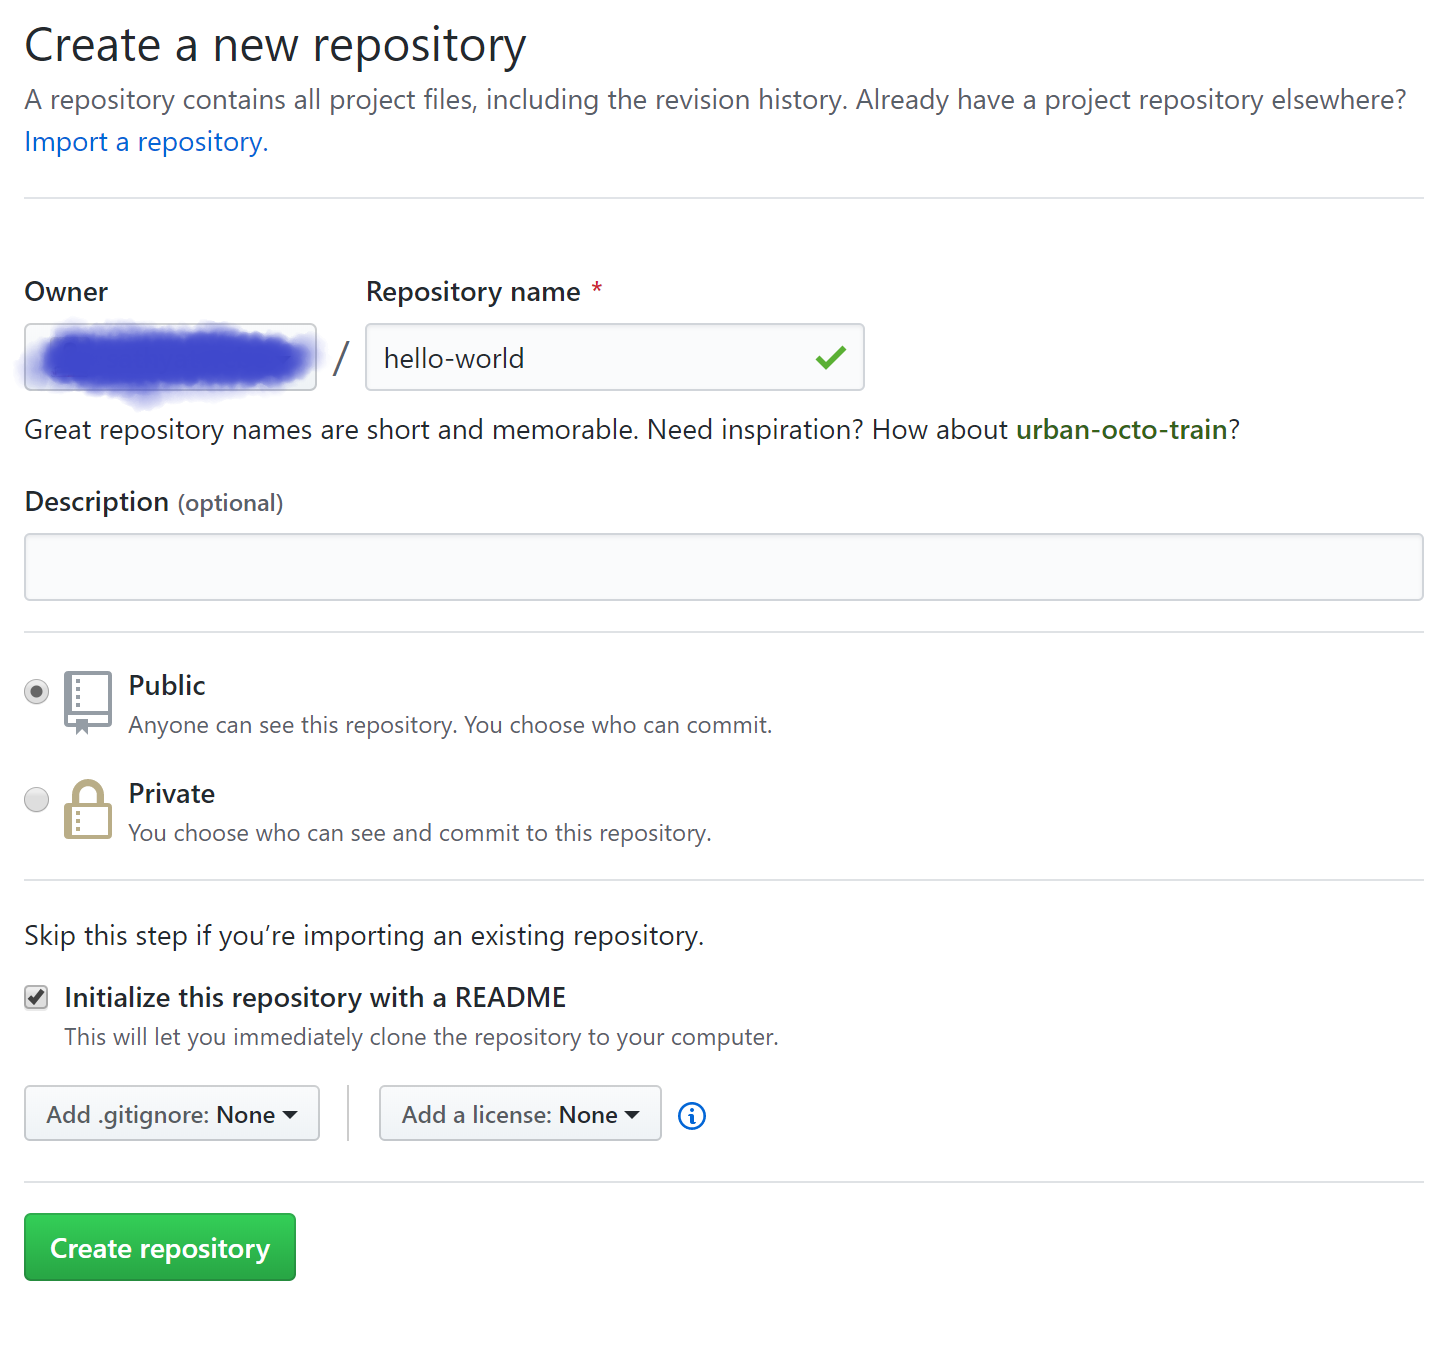 Create a new repository
A repository contains all project files, including the revision history. Already have a project repository elsewhere?
Import a repository.
Owner
Repository name *
/
hello-world
Great repository names are short and memorable. Need inspiration? How about urban-octo-train?
Description (optional)
Public
Anyone can see this repository. You choose who can commit.
Private
You choose who can see and commit to this repository.
Skip this step if you’re importing an existing repository.
Initialize this repository with a README
This will let you immediately clone the repository to your computer.
Add .gitignore: None
Add a license: None
Create repository